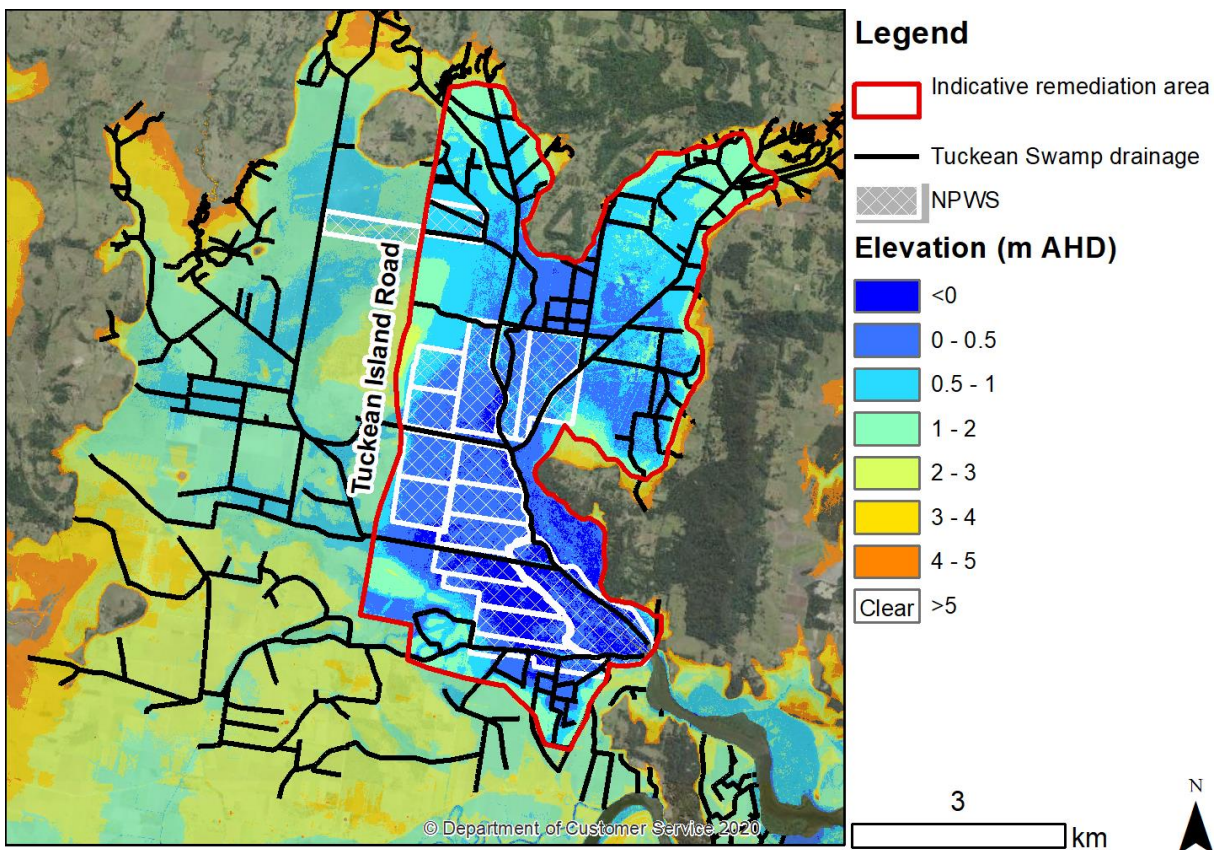 Legend
Indicative remediation area
Tuckean Swamp drainage
NPWS
Elevation (m AHD)
<0
0 - 0.5
0.5 - 1
1 - 2
2 - 3
3 - 4
4 - 5
Clear >5
Tuckean Island Road
© Department of Customer Service 2020
3
km
N